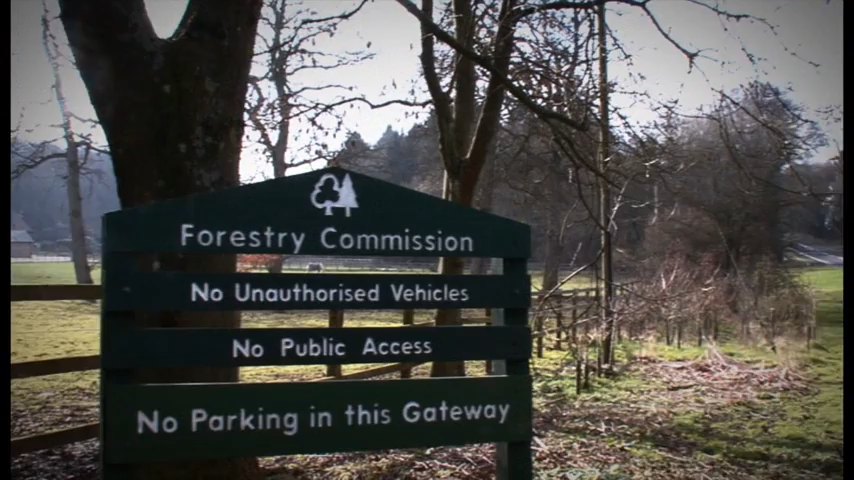 Forestry Commission
No Unauthorised Vehicles
No Public Access
No Parking in this Gateway